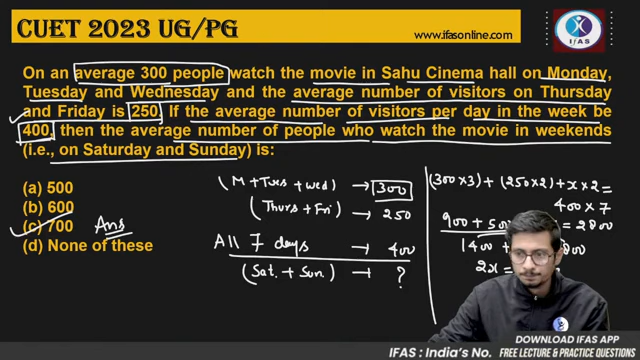 CUET 2023 UG/PG
www.ifasonline.com
iFAS
On an average 300 people watch the movie in Sahu Cinema hall on Monday,
Tuesday and Wednesday and the average number of visitors on Thursday
and Friday is 250. If the average number of visitors per day in the week be
400, then the average number of people who watch the movie in weekends
(i.e., on Saturday and Sunday) is:
(a) 500
(b) 600
(c) 700 Ans
(d) None of these
(M + Tues + wed) → 300
(Thurs + Fri) → 250
All 7 days → 400
(Sat. + Sun.) → ?
(300 × 3) + (250 × 2) + x × 2 =
400 × 7
900 + 500 = 2800
1400 + 800
2x =
DOWNLOAD IFAS APP
IFAS: India's No. FREE LECTURE & PRACTICE QUESTIONS